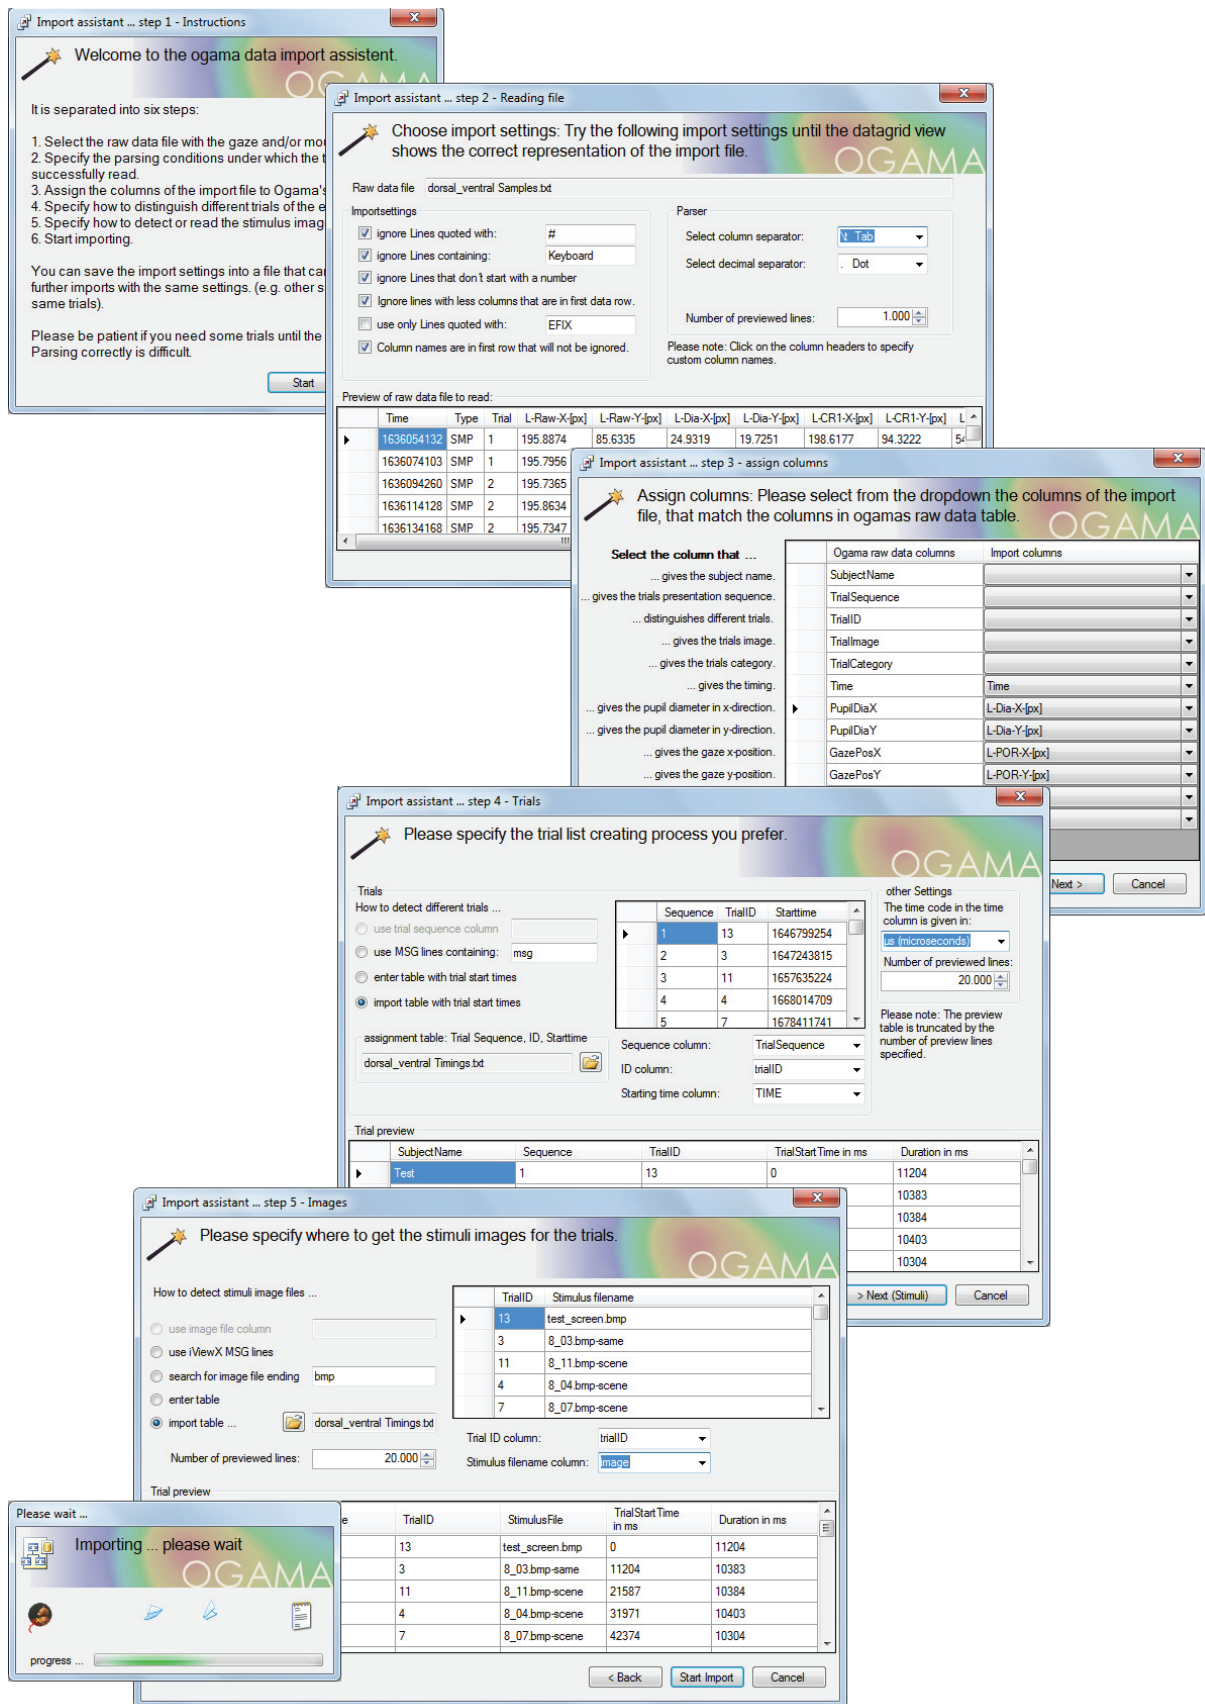 Import assistant ... step 1 - Instructions
Welcome to the ogama data import assistent.
OGAMA
It is separated into six steps:
1. Select the raw data file with the gaze and/or mou
2. Specify the parsing conditions under which the t
successfully read.
3. Assign the columns of the import file to Ogama's
4. Specify how to distinguish different trials of the e
5. Specify how to detect or read the stimulus imag
6. Start importing.
You can save the import settings into a file that ca
further imports with the same settings. (e.g. other s
same trials).
Please be patient if you need some trials until the
Parsing correctly is difficult.
Start
Import assistant ... step 2 - Reading file
Choose import settings: Try the following import settings until the datagrid view
shows the correct representation of the import file.
OGAMA
Raw data file dorsal_ventral Samples.txt
Importsettings
ignore Lines quoted with: #
ignore Lines containing: Keyboard
ignore Lines that don't start with a number
Ignore lines with less columns that are in first data row.
use only Lines quoted with: EFIX
Column names are in first row that will not be ignored.
Parser
Select column separator: \t Tab
Select decimal separator: . Dot
Number of previewed lines: 1.000
Please note: Click on the column headers to specify
custom column names.
Preview of raw data file to read:
Time Type Trial L-Raw-X-[px] L-Raw-Y-[px] L-Dia-X-[px] L-Dia-Y-[px] L-CR1-X-[px] L-CR1-Y-[px] L
1636054132 SMP 1 195.8874 85.6335 24.9319 19.7251 198.6177 94.3222 54
1636074103 SMP 1 195.7956
1636094260 SMP 2 195.7365
1636114128 SMP 2 195.8634
1636134168 SMP 2 195.7347
Import assistant ... step 3 - assign columns
Assign columns: Please select from the dropdown the columns of the import
file, that match the columns in ogamas raw data table.
OGAMA
Select the column that ... Ogama raw data columns Import columns
... gives the subject name. SubjectName
... gives the trials presentation sequence. TrialSequence
... distinguishes different trials. TrialID
... gives the trials image. TrialImage
... gives the trials category. TrialCategory
... gives the timing. Time Time
... gives the pupil diameter in x-direction. PupilDiaX L-Dia-X-[px]
... gives the pupil diameter in y-direction. PupilDiaY L-Dia-Y-[px]
... gives the gaze x-position. GazePosX L-POR-X-[px]
... gives the gaze y-position. GazePosY L-POR-Y-[px]
Next > Cancel
Import assistant ... step 4 - Trials
Please specify the trial list creating process you prefer.
OGAMA
Trials
How to detect different trials ...
use trial sequence column
use MSG lines containing: msg
enter table with trial start times
import table with trial start times
assignment table: Trial Sequence, ID, Starttime
dorsal_ventral Timings.txt
Sequence TrialID Starttime
1 13 1646799254
2 3 1647243815
3 11 1657635224
4 4 1668014709
5 7 1678411741
Sequence column: TrialSequence
ID column: trialID
Starting time column: TIME
other Settings
The time code in the time
column is given in:
µs (microseconds)
Number of previewed lines:
20.000
Please note: The preview
table is truncated by the
number of preview lines
specified.
Trial preview
SubjectName Sequence TrialID TrialStartTime in ms Duration in ms
Test 1 13 0 11204
10383
10384
10403
10304
> Next (Stimuli) Cancel
Import assistant ... step 5 - Images
Please specify where to get the stimuli images for the trials.
OGAMA
How to detect stimuli image files ...
use image file column
use iViewX MSG lines
search for image file ending bmp
enter table
import table ... dorsal_ventral Timings.txt
Number of previewed lines: 20.000
TrialID Stimulus filename
13 test_screen.bmp
3 8_03.bmp-same
11 8_11.bmp-scene
4 8_04.bmp-scene
7 8_07.bmp-scene
Trial ID column: trialID
Stimulus filename column: image
Trial preview
e TrialID StimulusFile TrialStartTime in ms Duration in ms
13 test_screen.bmp 0 11204
3 8_03.bmp-same 11204 10383
11 8_11.bmp-scene 21587 10384
4 8_04.bmp-scene 31971 10403
7 8_07.bmp-scene 42374 10304
< Back Start Import Cancel
Please wait ...
Importing ... please wait
OGAMA
progress ...